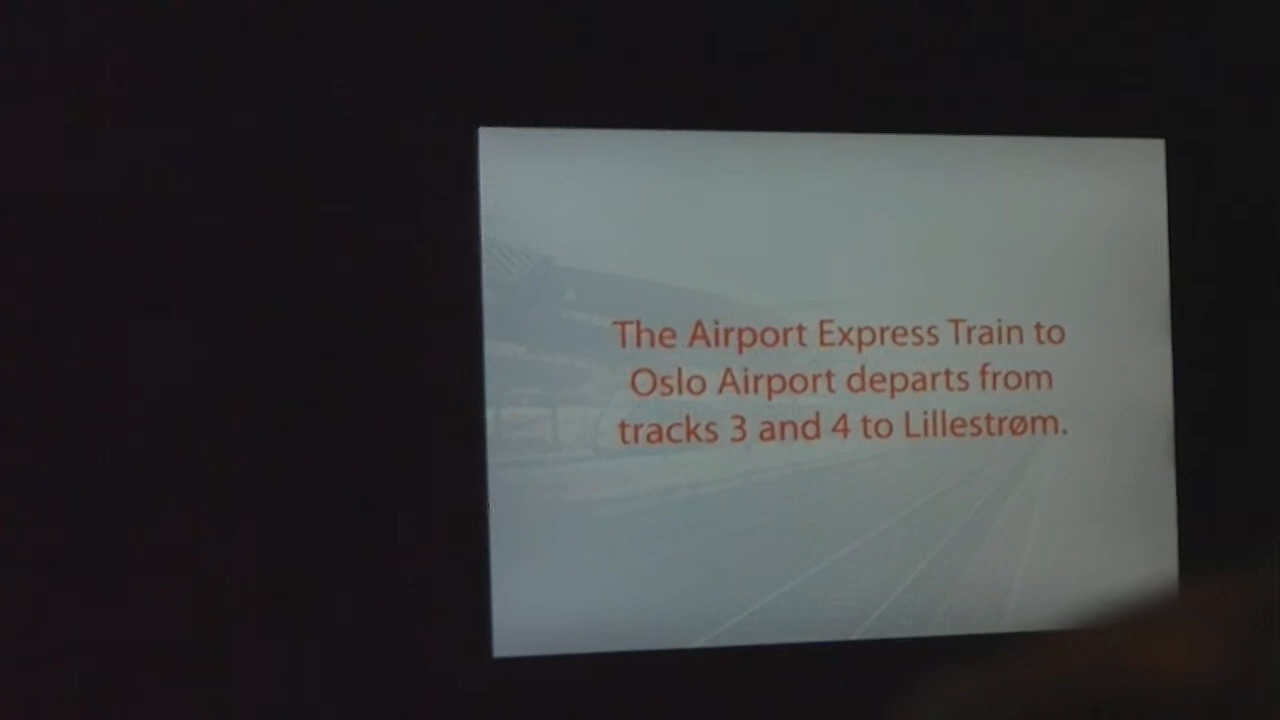 The Airport Express Train to
Oslo Airport departs from
tracks 3 and 4 to Lillestrøm.